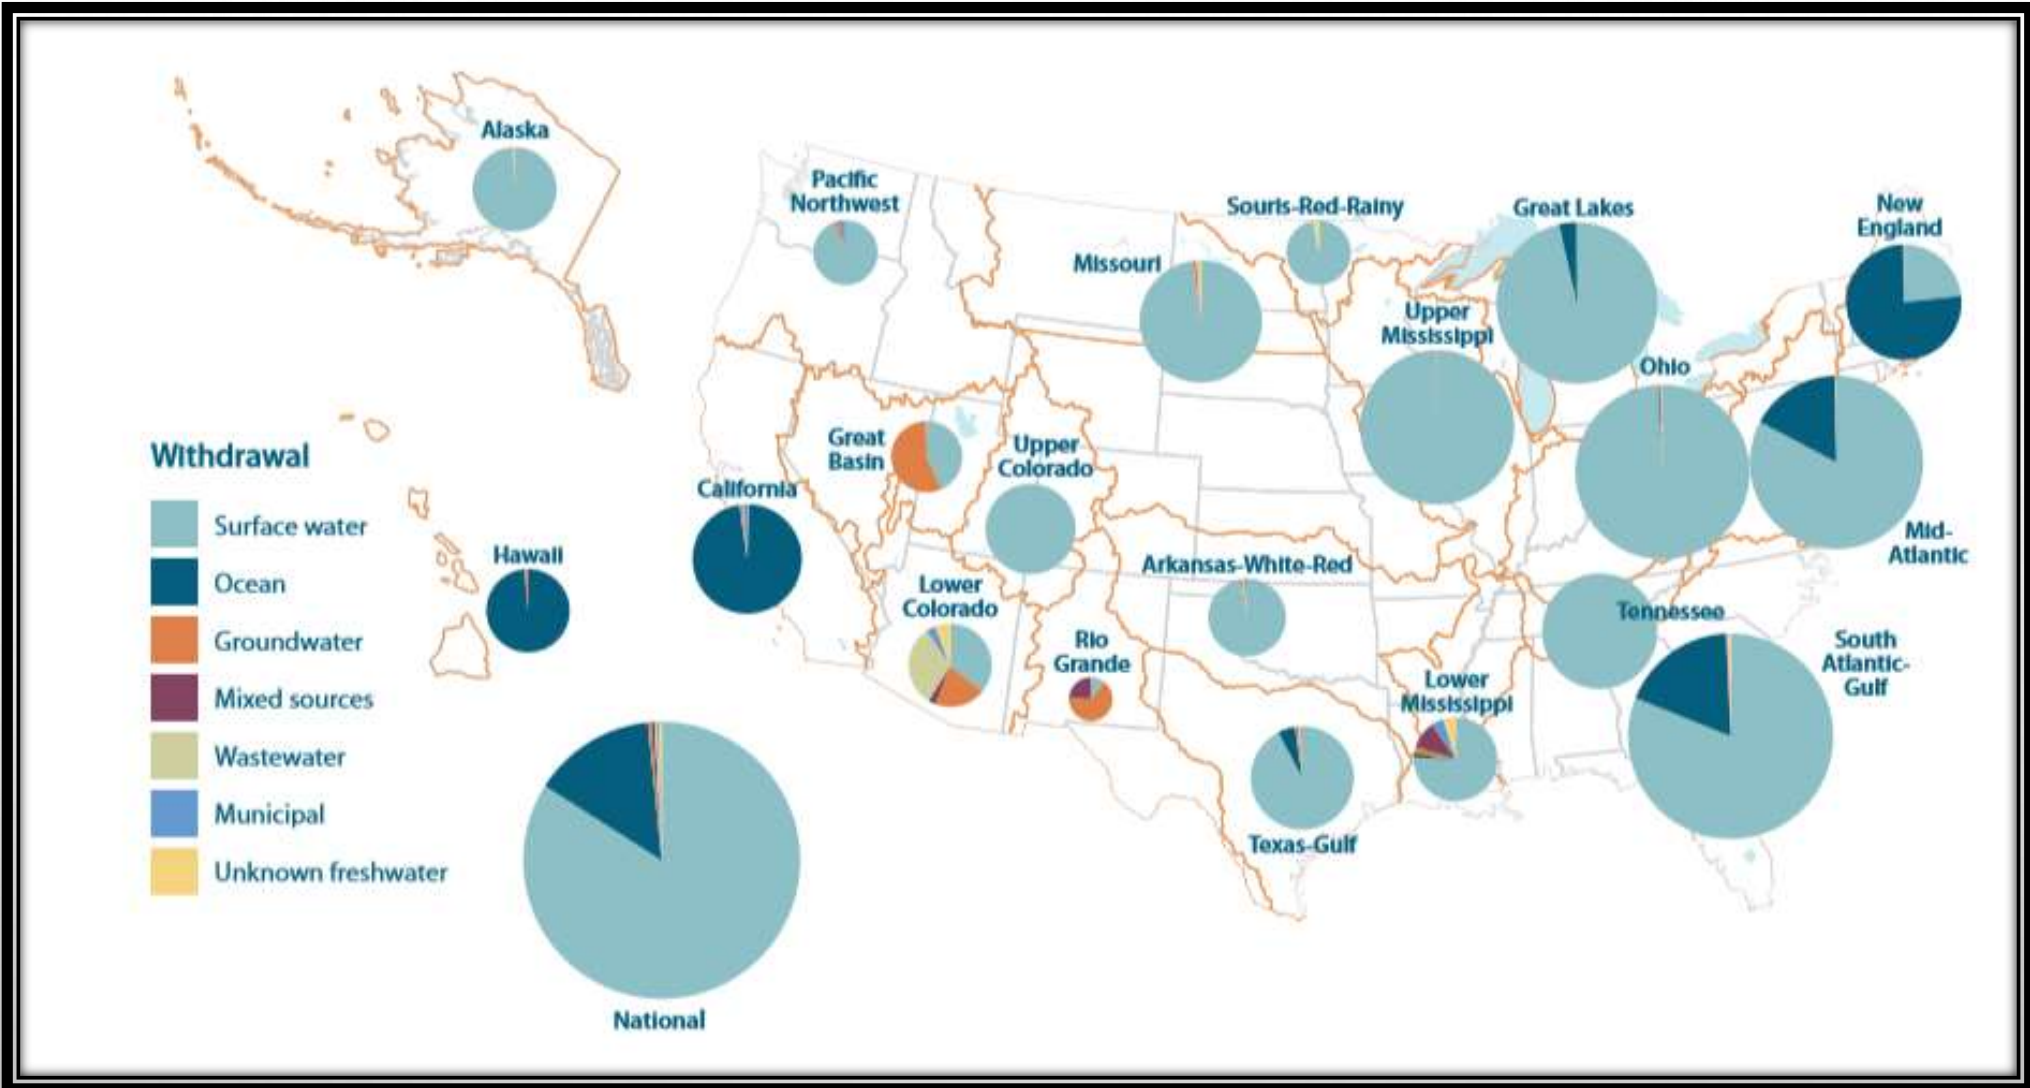 Alaska
Pacific
Northwest
Souris-Red-Rainy
Great Lakes
New
England
Missouri
Upper
Mississippi
Ohio
Great
Basin
Upper
Colorado
California
Mid-
Atlantic
Hawaii
Arkansas-White-Red
Lower
Colorado
Tennessee
Rio
Grande
South
Atlantic-
Gulf
Lower
Mississippi
Texas-Gulf
Withdrawal
Surface water
Ocean
Groundwater
Mixed sources
Wastewater
Municipal
Unknown freshwater
National